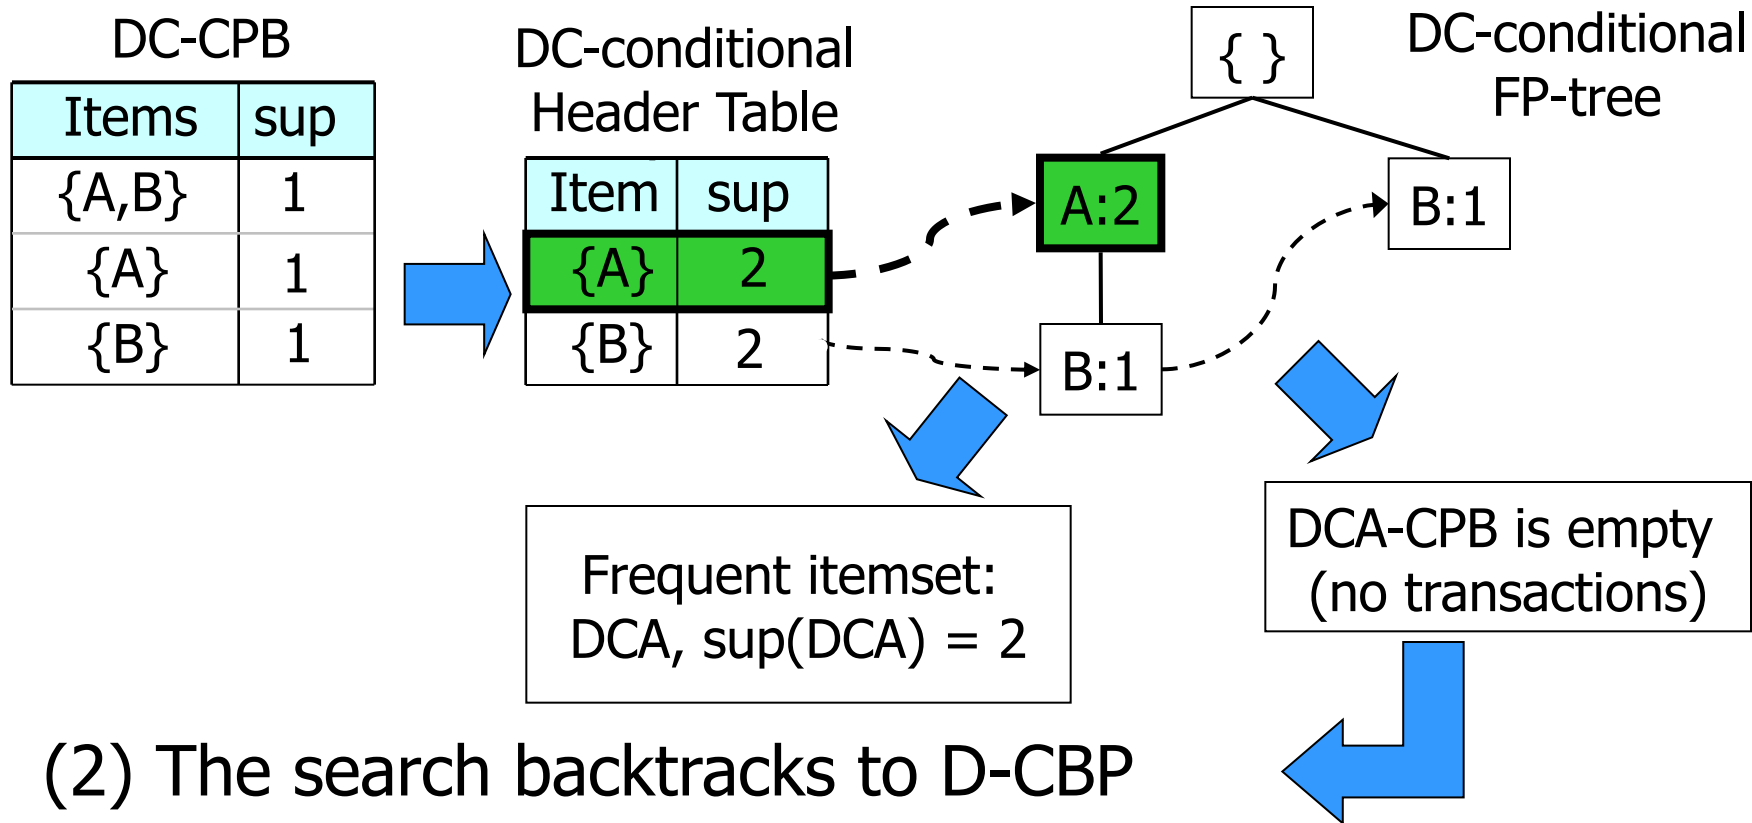 DC-CPB
Items sup
{A,B} 1
{A} 1
{B} 1
DC-conditional
Header Table
Item sup
{A} 2
{B} 2
{ }
A:2
B:1
B:1
DC-conditional
FP-tree
Frequent itemset:
DCA, sup(DCA) = 2
DCA-CPB is empty
(no transactions)
(2) The search backtracks to D-CBP